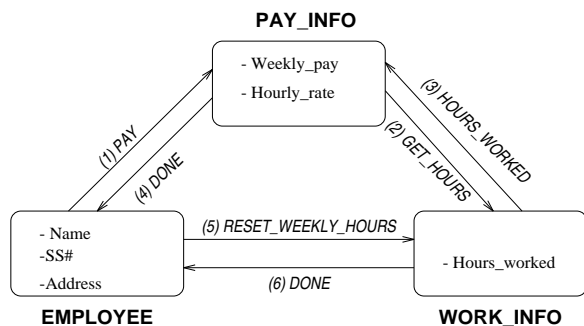 PAY_INFO
- Weekly_pay
- Hourly_rate
(1) PAY
(4) DONE
(2) GET_HOURS
(3) HOURS_WORKED
- Name
-SS#
-Address
(5) RESET_WEEKLY_HOURS
(6) DONE
- Hours_worked
EMPLOYEE
WORK_INFO